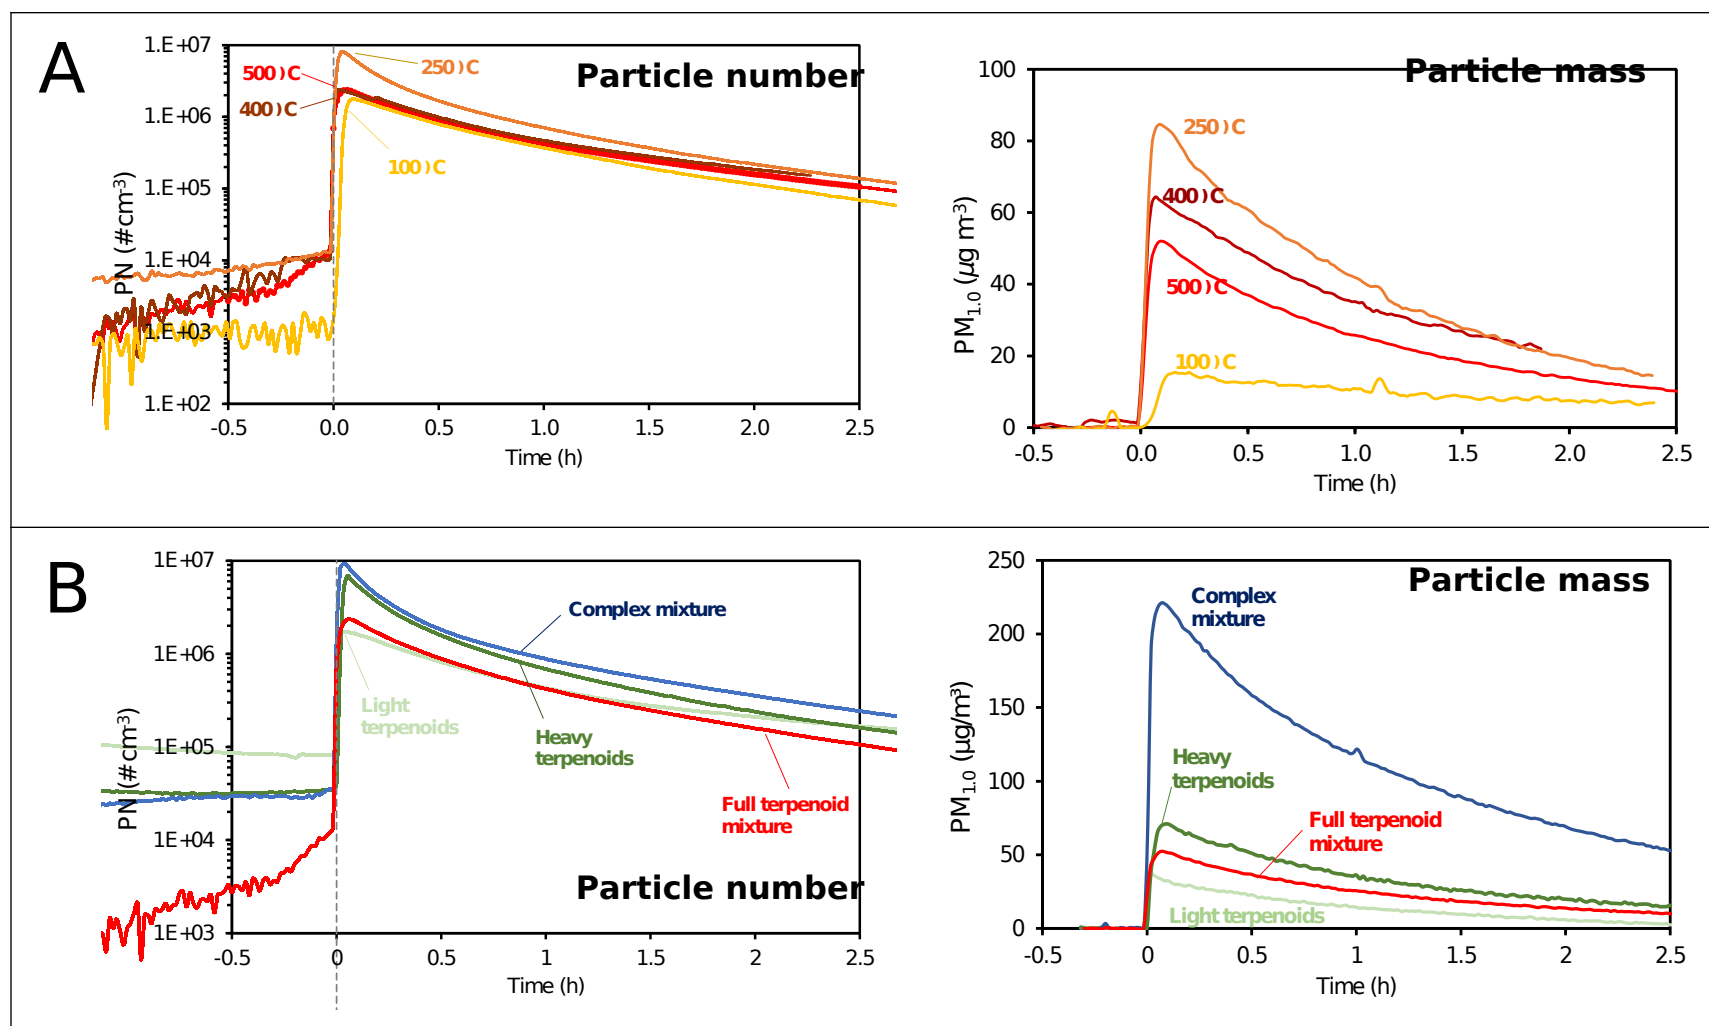 A
Particle number
1.E+07
1.E+06
1.E+05
1.E+04
1.E+03
1.E+02
PN (#cm-3)
500)C
400)C
250)C
100)C
-0.5
0.0
0.5
1.0
1.5
2.0
2.5
Time (h)
Particle mass
100
80
60
40
20
0
PM1.0 (µg m-3)
250)C
400)C
500)C
100)C
-0.5
0.0
0.5
1.0
1.5
2.0
2.5
Time (h)
B
1E+07
1E+06
1E+05
1E+04
1E+03
PN (#cm-3)
Complex mixture
Light
terpenoids
Heavy
terpenoids
Full terpenoid
mixture
Particle number
-0.5
0
0.5
1
1.5
2
2.5
Time (h)
Particle mass
250
200
150
100
50
0
PM1.0 (µg/m³)
Complex
mixture
Heavy
terpenoids
Full terpenoid
mixture
Light terpenoids
-0.5
0
0.5
1
1.5
2
2.5
Time (h)